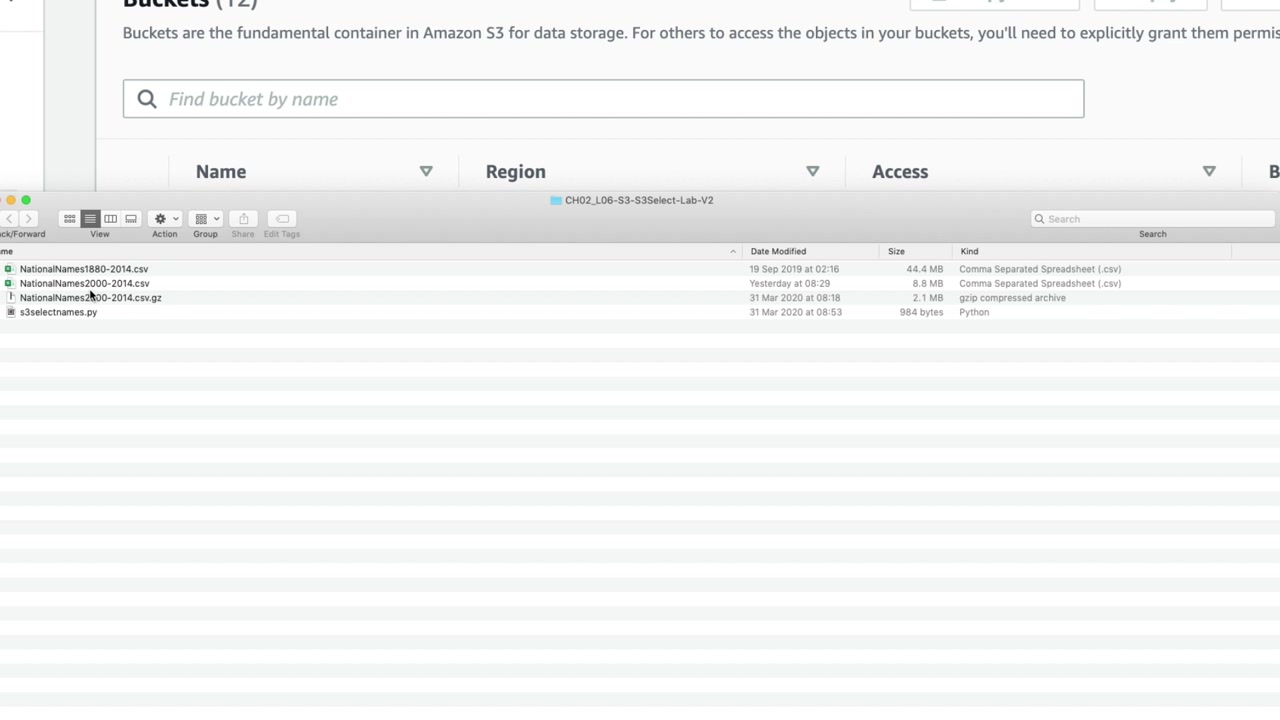 Buckets (12)
Buckets are the fundamental container in Amazon S3 for data storage. For others to access the objects in your buckets, you'll need to explicitly grant them permis
Find bucket by name
Name Region Access B
CH02_L06-S3-S3Select-Lab-V2
Search
ck/Forward View Action Group Share Edit Tags Search
me Date Modified Size Kind
NationalNames1880-2014.csv 19 Sep 2019 at 02:16 44.4 MB Comma Separated Spreadsheet (.csv)
NationalNames2000-2014.csv Yesterday at 08:29 8.8 MB Comma Separated Spreadsheet (.csv)
NationalNames2000-2014.csv.gz 31 Mar 2020 at 08:18 2.1 MB gzip compressed archive
s3selectnames.py 31 Mar 2020 at 08:53 984 bytes Python